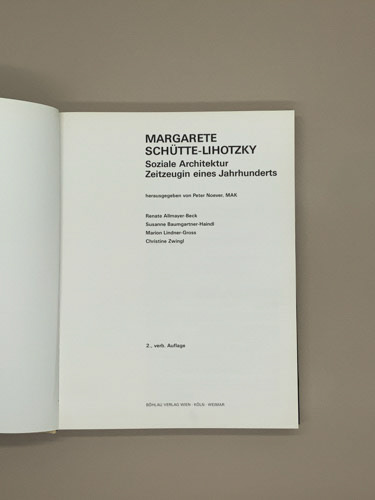 MARGARETE
SCHÜTTE-LIHOTZKY
Soziale Architektur
Zeitzeugin eines Jahrhunderts
herausgegeben von Peter Noever, MAK
Renate Allmayer-Beck
Susanne Baumgartner-Haindl
Marion Lindner-Gross
Christine Zwingl
2., verb. Auflage
BÖHLAU VERLAG WIEN · KÖLN · WEIMAR